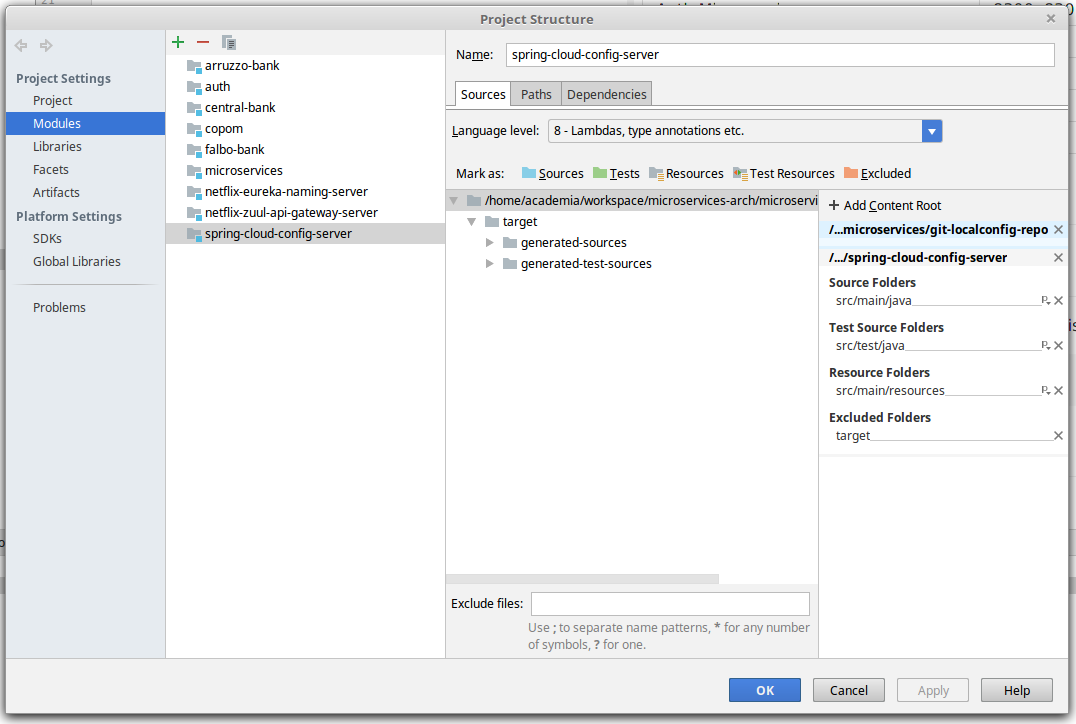 Project Structure
Project Settings
Project
Modules
Libraries
Facets
Artifacts
Platform Settings
SDKs
Global Libraries
Problems
arruzzo-bank
auth
central-bank
copom
falbo-bank
microservices
netflix-eureka-naming-server
netflix-zuul-api-gateway-server
spring-cloud-config-server
Name: spring-cloud-config-server
Sources Paths Dependencies
Language level: 8 - Lambdas, type annotations etc.
Mark as: Sources Tests Resources Test Resources Excluded
/home/academia/workspace/microservices-arch/microservi
target
generated-sources
generated-test-sources
Exclude files:
Use ; to separate name patterns, * for any number
of symbols, ? for one.
+ Add Content Root
/...microservices/git-localconfig-repo
/.../spring-cloud-config-server
Source Folders
src/main/java
Test Source Folders
src/test/java
Resource Folders
src/main/resources
Excluded Folders
target
OK Cancel Apply Help